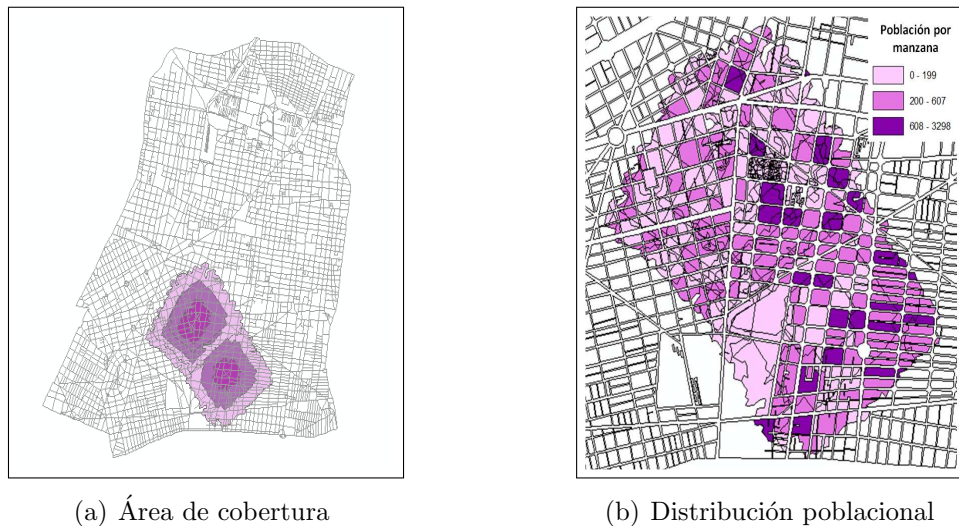 Población por
manzana
0 - 199
200 - 607
608 - 3298
(a) Área de cobertura
(b) Distribución poblacional